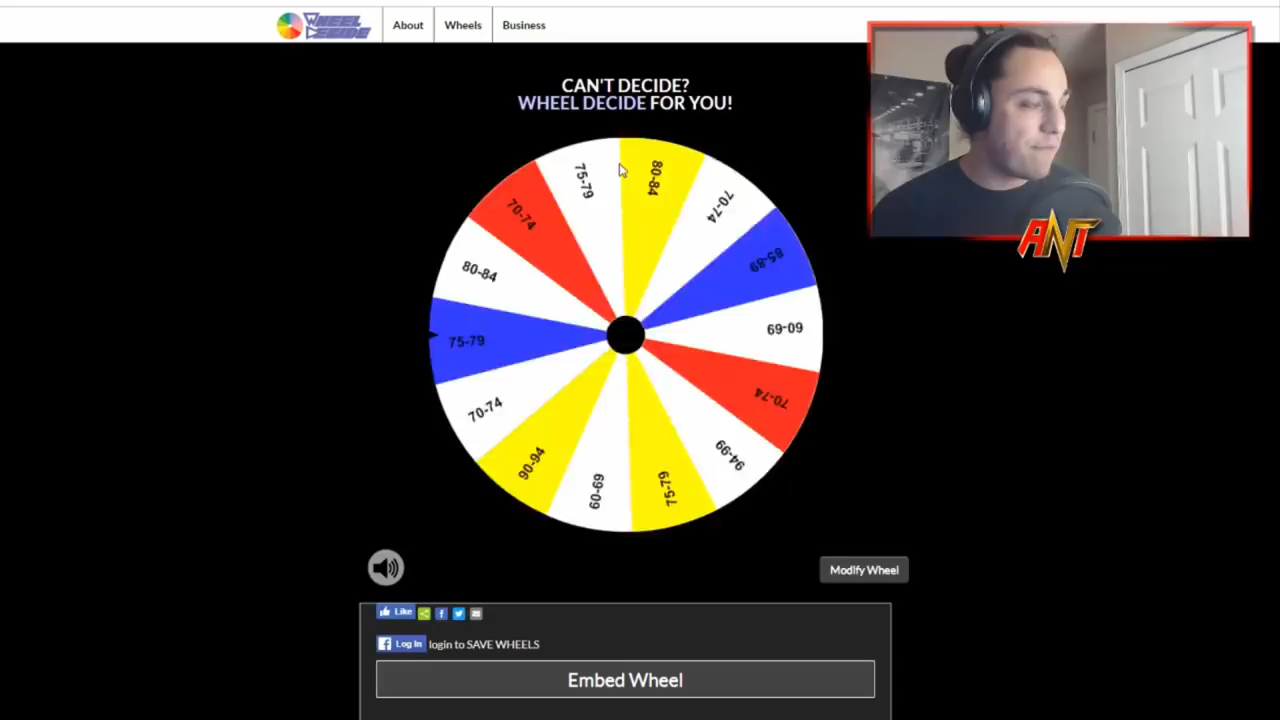 WHEEL DECIDE
About
Wheels
Business
CAN'T DECIDE?
WHEEL DECIDE FOR YOU!
75-79
80-84
70-74
70-74
85-89
80-84
60-69
75-79
70-74
70-74
94-99
90-94
75-79
60-69
ANT
Modify Wheel
Like
Log In login to SAVE WHEELS
Embed Wheel